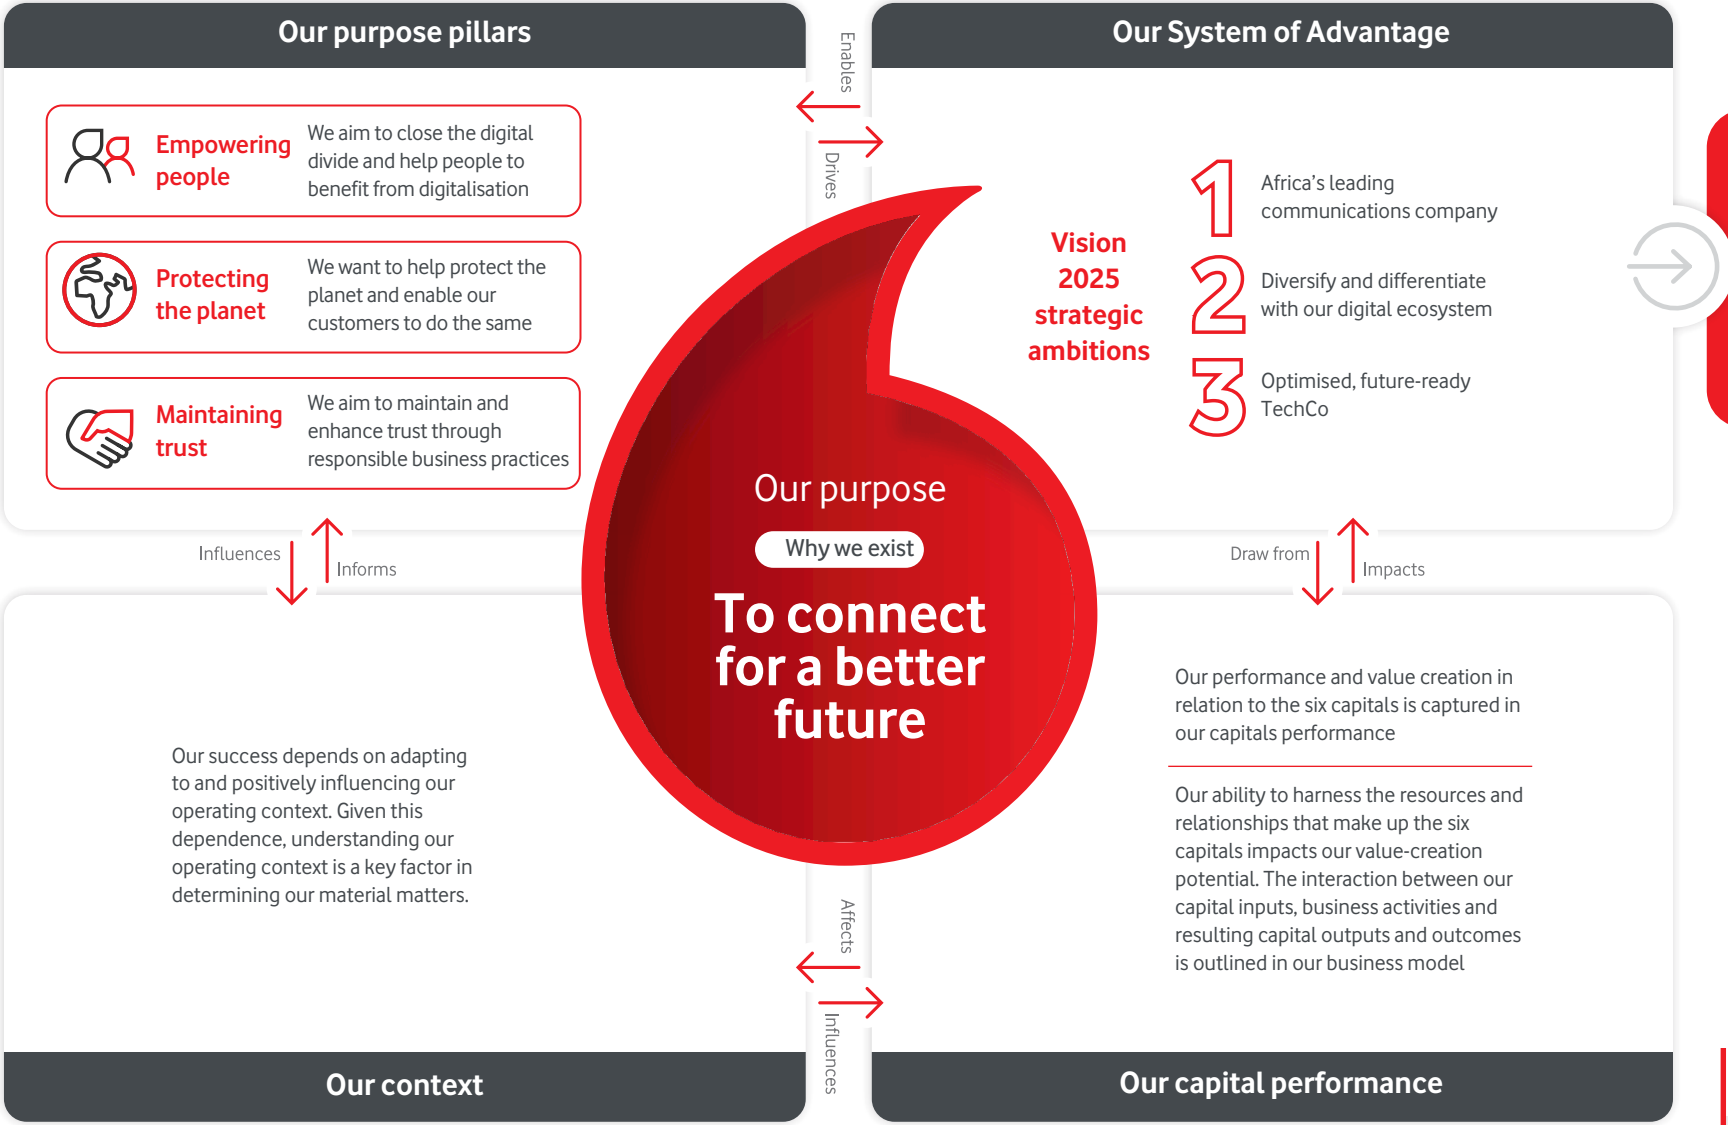 Our purpose pillars
Empowering
people
We aim to close the digital
divide and help people to
benefit from digitalisation
Protecting
the planet
We want to help protect the
planet and enable our
customers to do the same
Maintaining
trust
We aim to maintain and
enhance trust through
responsible business practices
Enables
Drives
Our System of Advantage
Vision
2025
strategic
ambitions
1
Africa's leading
communications company
2
Diversify and differentiate
with our digital ecosystem
3
Optimised, future-ready
TechCo
Our purpose
Why we exist
To connect
for a better
future
Influences
Informs
Draw from
Impacts
Our success depends on adapting
to and positively influencing our
operating context. Given this
dependence, understanding our
operating context is a key factor in
determining our material matters.
Our context
Affects
Influences
Our performance and value creation in
relation to the six capitals is captured in
our capitals performance
Our ability to harness the resources and
relationships that make up the six
capitals impacts our value-creation
potential. The interaction between our
capital inputs, business activities and
resulting capital outputs and outcomes
is outlined in our business model
Our capital performance